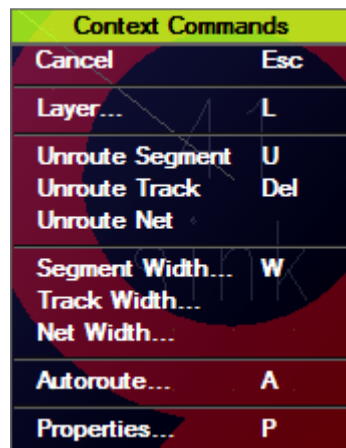 Context Commands
Cancel Esc
Layer... L
Unroute Segment U
Unroute Track Del
Unroute Net
Segment Width... W
Track Width...
Net Width...
Autoroute... A
Properties... P
41